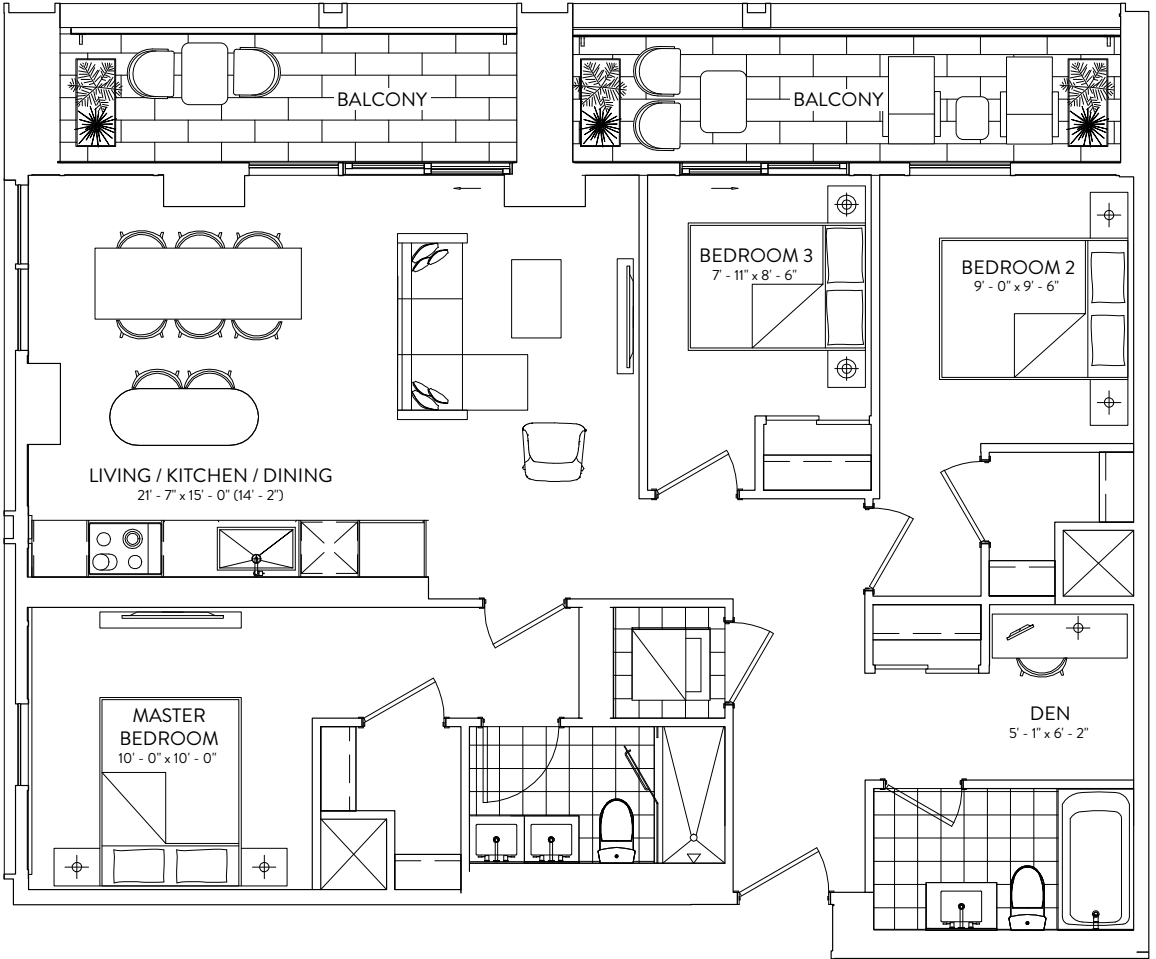 BALCONY
BALCONY
BEDROOM 3
7' - 11" x 8' - 6"
BEDROOM 2
9' - 0" x 9' - 6"
LIVING / KITCHEN / DINING
21' - 7" x 15' - 0" (14' - 2")
MASTER
BEDROOM
10' - 0" x 10' - 0"
DEN
5' - 1" x 6' - 2"